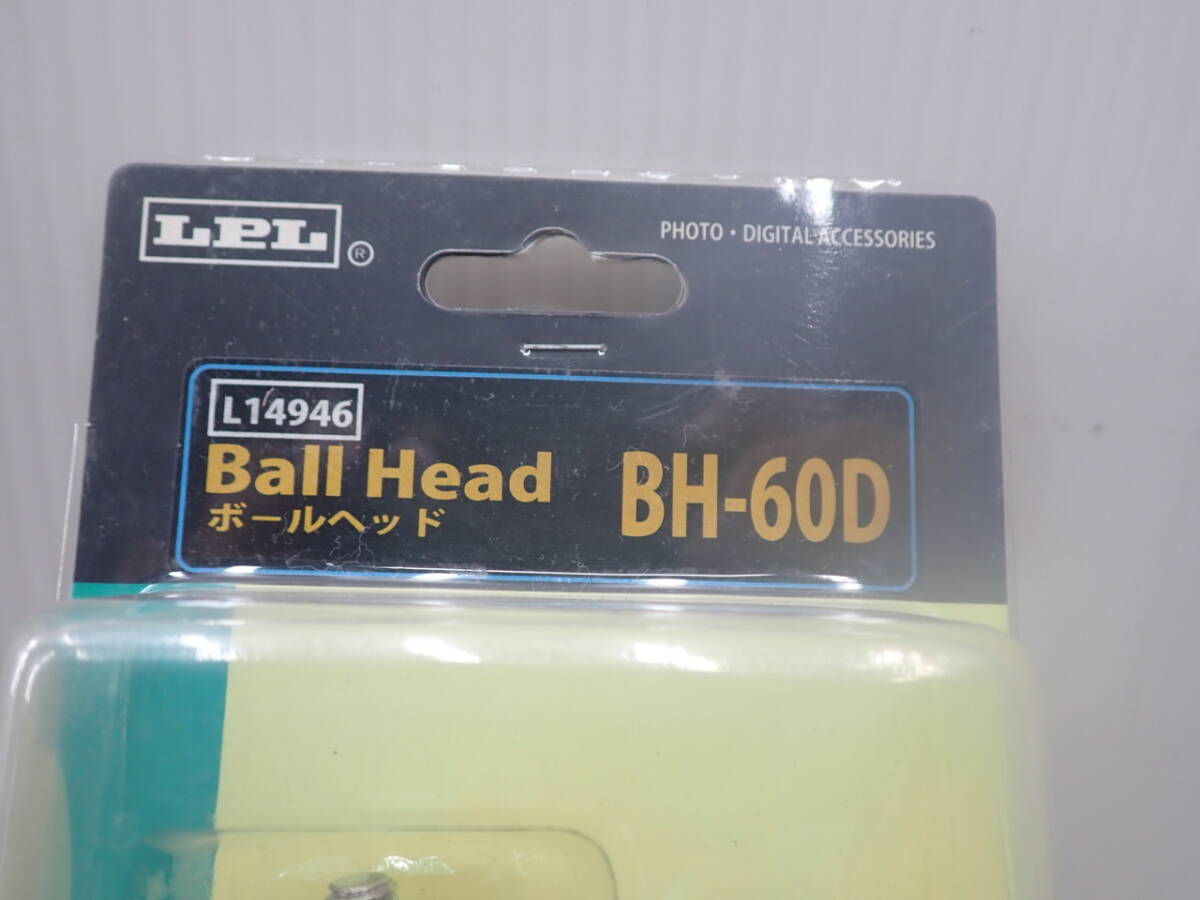 LPL ®
PHOTO・DIGITAL ACCESSORIES
L14946
Ball Head
ボールヘッド
BH-60D